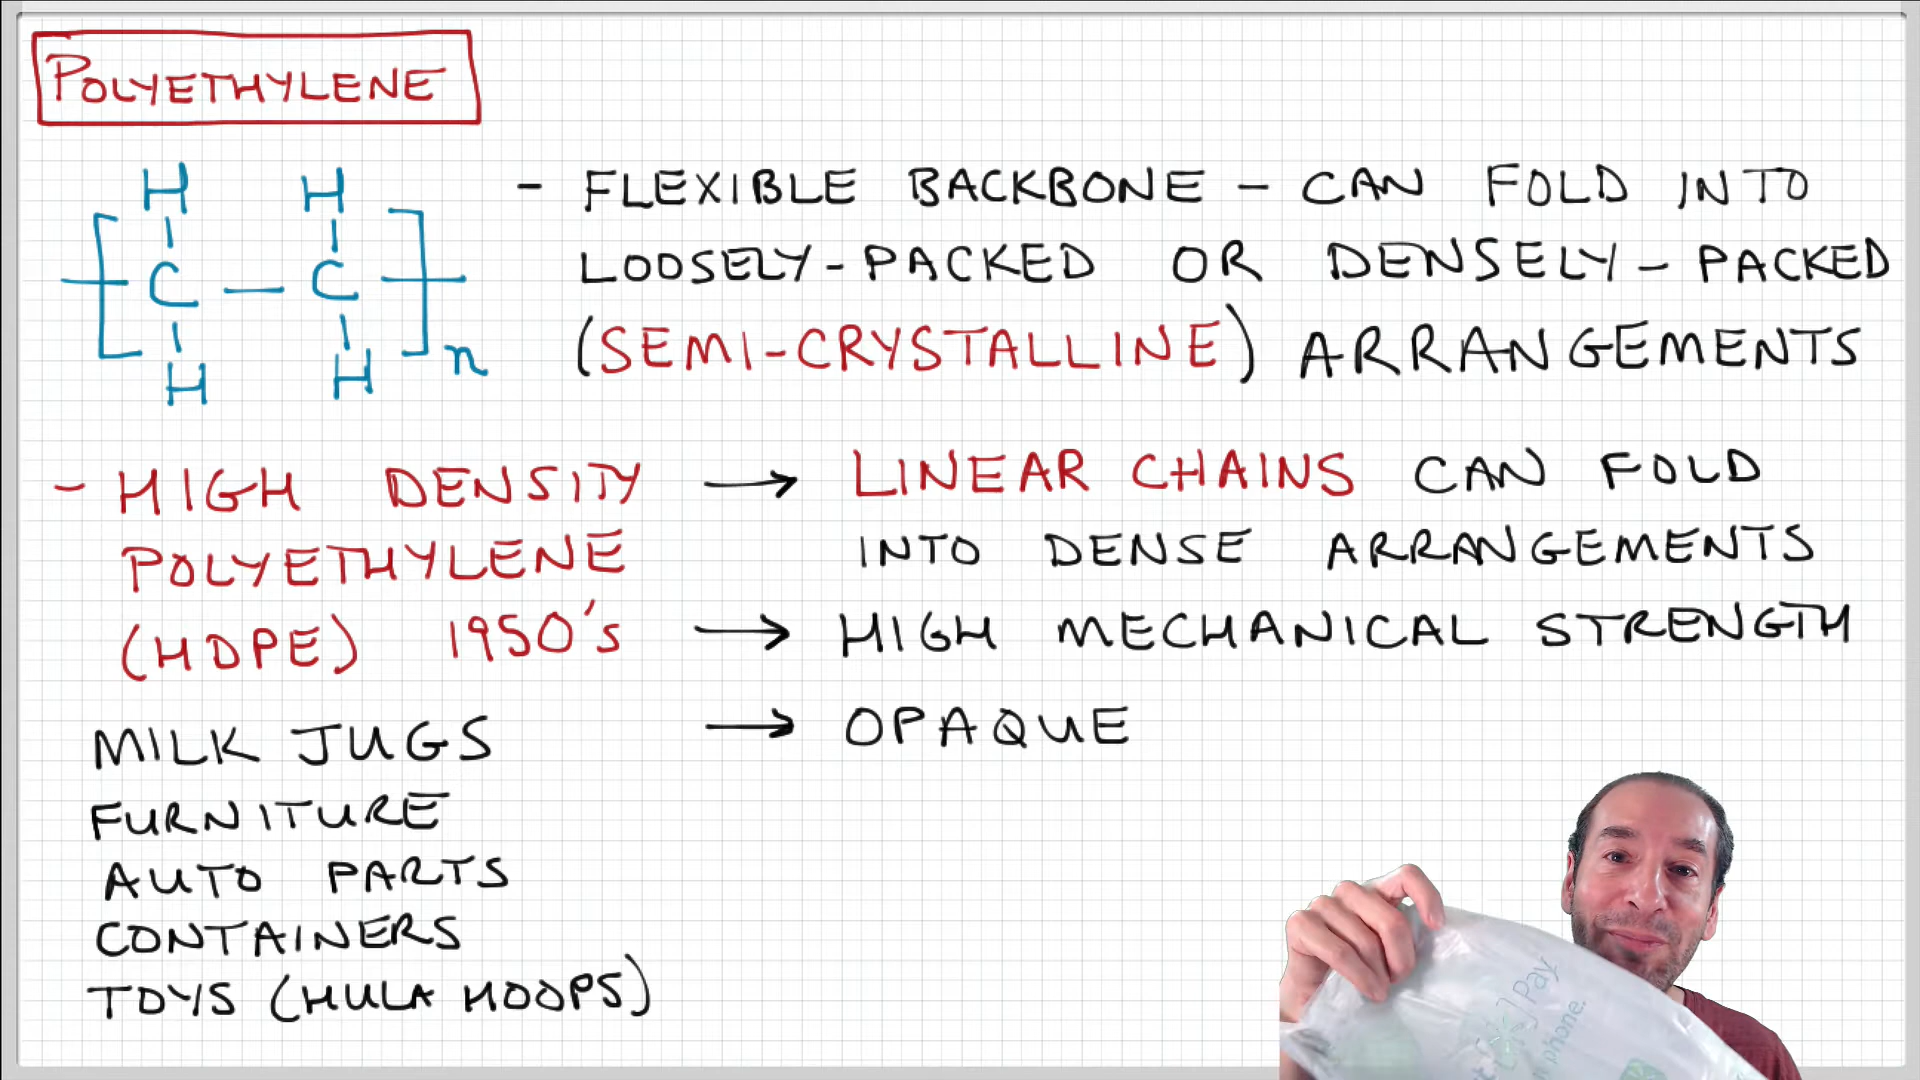 POLYETHYLENE
H H
- FLEXIBLE BACKBONE - CAN FOLD INTO
C - C
LOOSELY-PACKED OR DENSELY-PACKED
H H n
(SEMI-CRYSTALLINE) ARRANGEMENTS
- HIGH DENSITY → LINEAR CHAINS CAN FOLD
POLYETHYLENE INTO DENSE ARRANGEMENTS
(HDPE) 1950's → HIGH MECHANICAL STRENGTH
MILK JUGS → OPAQUE
FURNITURE
AUTO PARTS
CONTAINERS
TOYS (HULA HOOPS)
Pay
phone.